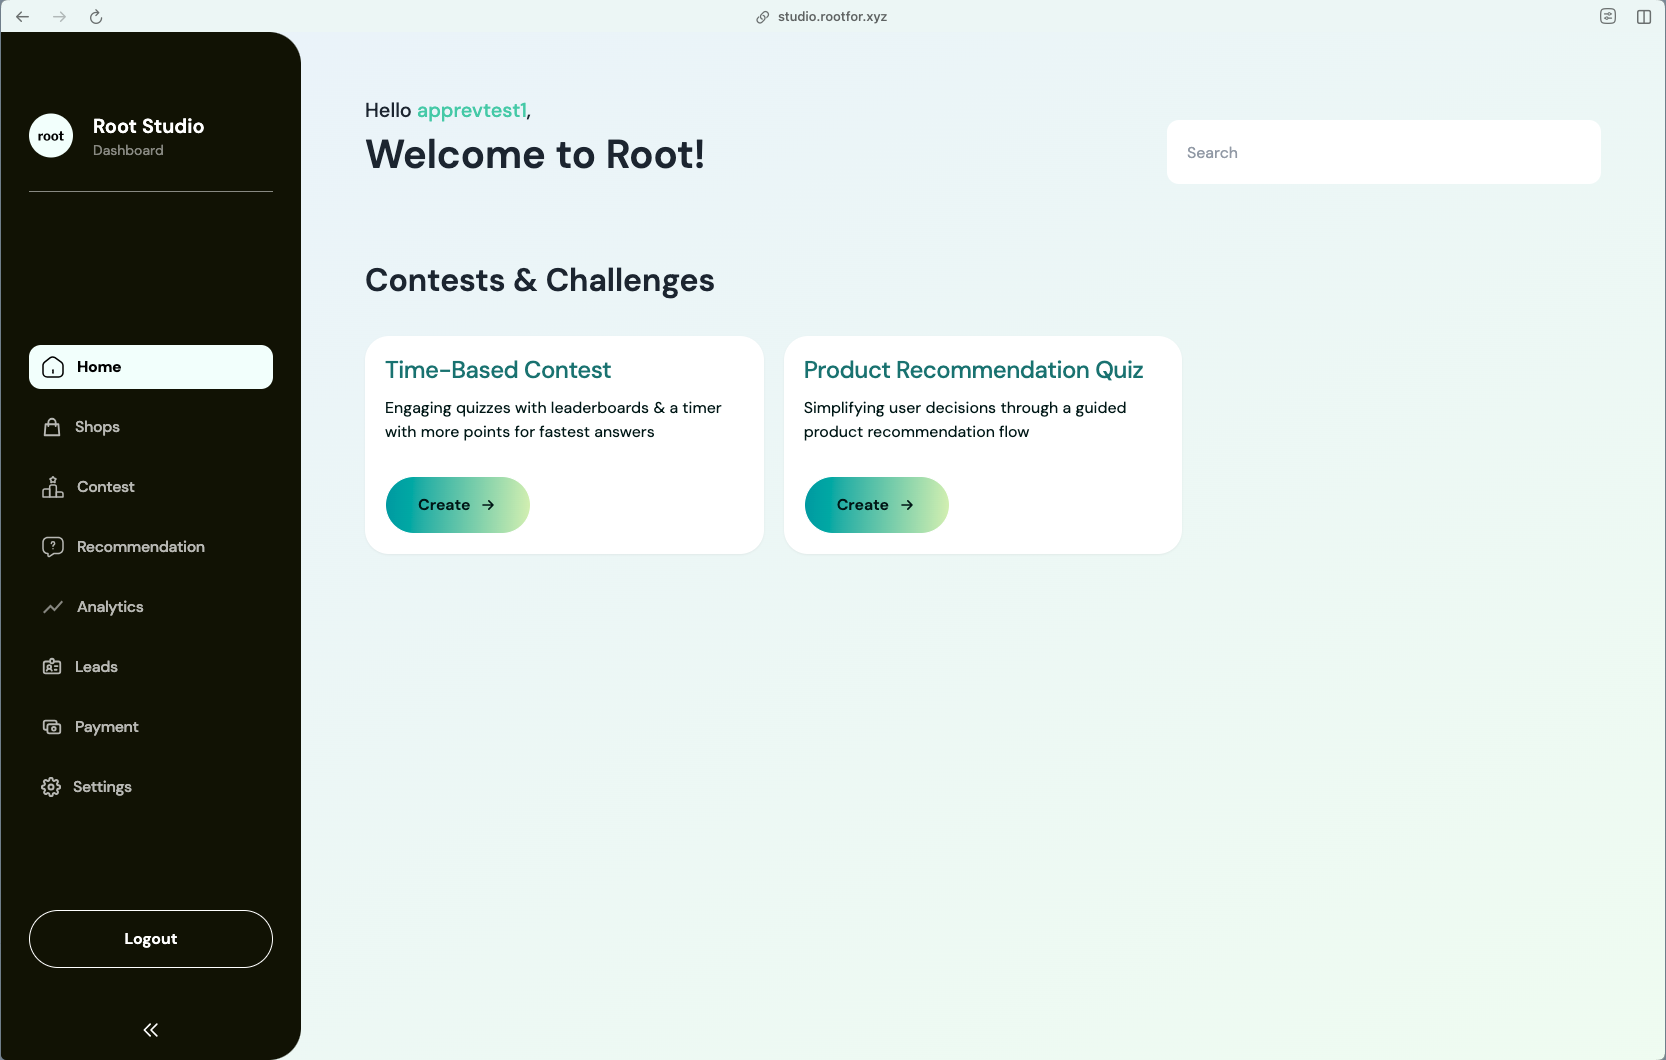 studio.rootfor.xyz
root
Root Studio
Dashboard
Home
Shops
Contest
Recommendation
Analytics
Leads
Payment
Settings
Logout
Hello apprevtest1,
Welcome to Root!
Search
Contests & Challenges
Time-Based Contest
Engaging quizzes with leaderboards & a timer
with more points for fastest answers
Create
Product Recommendation Quiz
Simplifying user decisions through a guided
product recommendation flow
Create